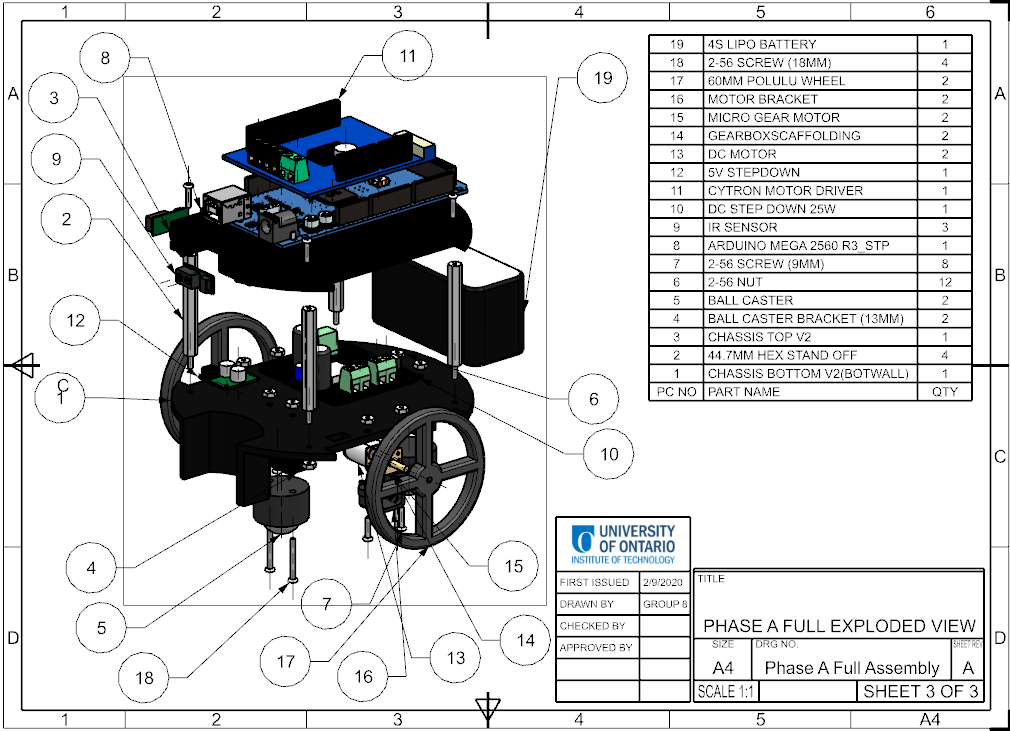 1 2 3 4 5 6
A
B
C
D
A
B
C
D
8
11
3
19
9
2
12
1
6
10
4
15
7
5
14
13
17
16
18
19 4S LIPO BATTERY 1
18 2-56 SCREW (18MM) 4
17 60MM POLULU WHEEL 2
16 MOTOR BRACKET 2
15 MICRO GEAR MOTOR 2
14 GEARBOXSCAFFOLDING 2
13 DC MOTOR 2
12 5V STEPDOWN 1
11 CYTRON MOTOR DRIVER 1
10 DC STEP DOWN 25W 1
9 IR SENSOR 3
8 ARDUINO MEGA 2560 R3_STP 1
7 2-56 SCREW (9MM) 8
6 2-56 NUT 12
5 BALL CASTER 2
4 BALL CASTER BRACKET (13MM) 2
3 CHASSIS TOP V2 1
2 44.7MM HEX STAND OFF 4
1 CHASSIS BOTTOM V2(BOTWALL) 1
PC NO PART NAME QTY
UNIVERSITY
OF ONTARIO
INSTITUTE OF TECHNOLOGY
FIRST ISSUED 2/9/2020
DRAWN BY GROUP 8
CHECKED BY
APPROVED BY
TITLE
PHASE A FULL EXPLODED VIEW
SIZE DRG NO. SHEET REV
A4 Phase A Full Assembly A
SCALE 1:1 SHEET 3 OF 3
1 2 3 4 5 A4